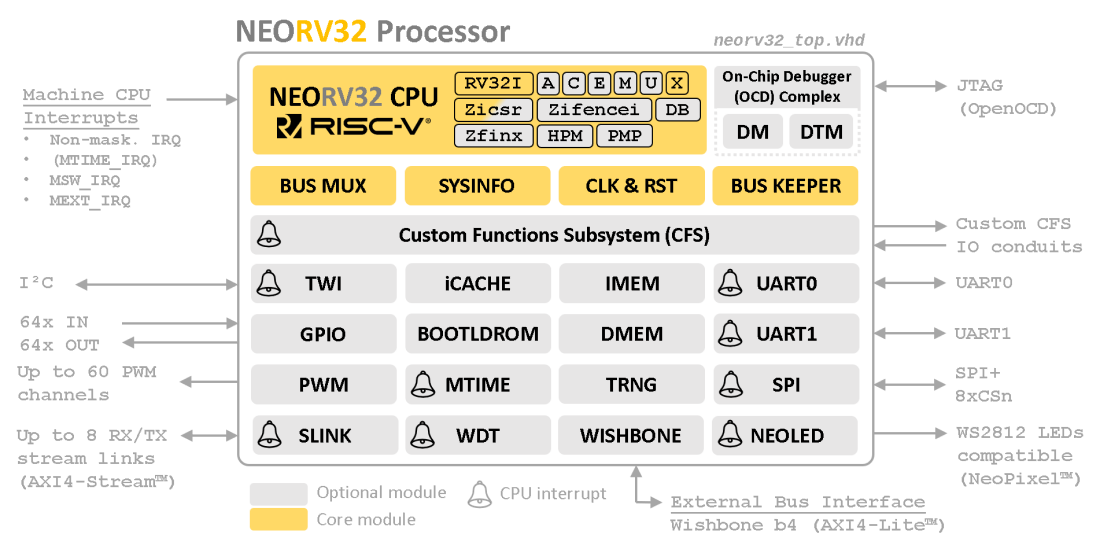 NEORV32 Processor
neorv32_top.vhd
Machine CPU
Interrupts
• Non-mask. IRQ
• (MTIME_IRQ)
• MSW_IRQ
• MEXT_IRQ
NEORV32 CPU
RISC-V®
RV32I A C E M U X
Zicsr Zifencei DB
Zfinx HPM PMP
On-Chip Debugger
(OCD) Complex
DM DTM
JTAG
(OpenOCD)
BUS MUX SYSINFO CLK & RST BUS KEEPER
Custom Functions Subsystem (CFS)
Custom CFS
IO conduits
I²C
TWI iCACHE IMEM UART0
UART0
64x IN
64x OUT
GPIO BOOTLDROM DMEM UART1
UART1
Up to 60 PWM
channels
PWM MTIME TRNG SPI
SPI+
8xCSn
Up to 8 RX/TX
stream links
(AXI4-Stream™)
SLINK WDT WISHBONE NEOLED
WS2812 LEDs
compatible
(NeoPixel™)
Optional module CPU interrupt
Core module
External Bus Interface
Wishbone b4 (AXI4-Lite™)